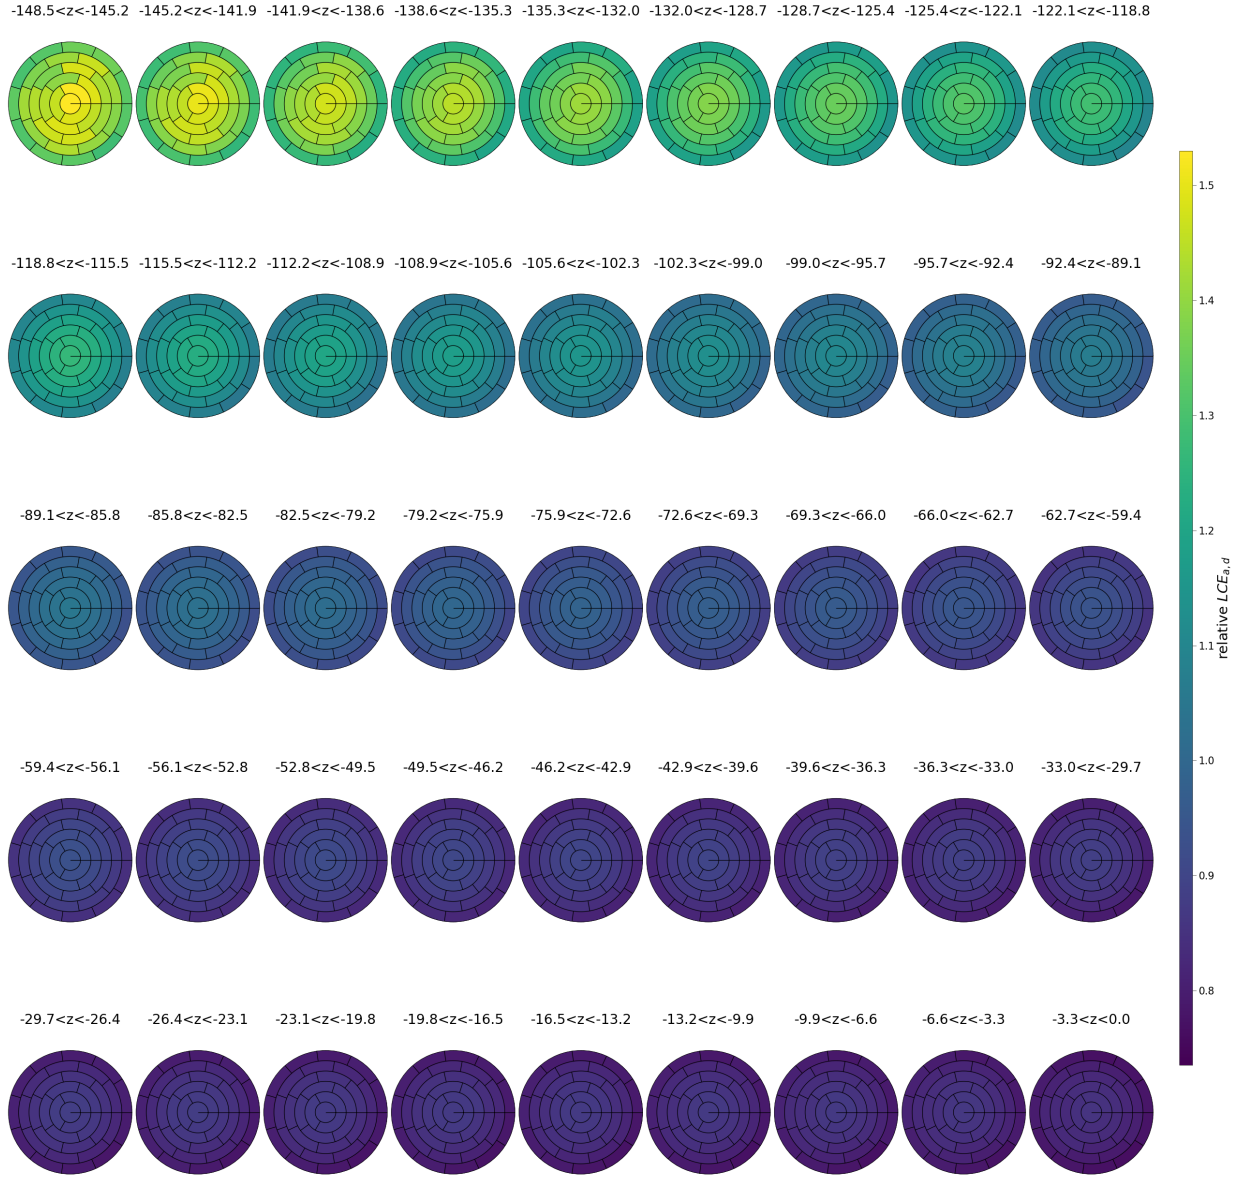 -148.5<z<-145.2 -145.2<z<-141.9 -141.9<z<-138.6 -138.6<z<-135.3 -135.3<z<-132.0 -132.0<z<-128.7 -128.7<z<-125.4 -125.4<z<-122.1 -122.1<z<-118.8
-118.8<z<-115.5 -115.5<z<-112.2 -112.2<z<-108.9 -108.9<z<-105.6 -105.6<z<-102.3 -102.3<z<-99.0 -99.0<z<-95.7 -95.7<z<-92.4 -92.4<z<-89.1
-89.1<z<-85.8 -85.8<z<-82.5 -82.5<z<-79.2 -79.2<z<-75.9 -75.9<z<-72.6 -72.6<z<-69.3 -69.3<z<-66.0 -66.0<z<-62.7 -62.7<z<-59.4
-59.4<z<-56.1 -56.1<z<-52.8 -52.8<z<-49.5 -49.5<z<-46.2 -46.2<z<-42.9 -42.9<z<-39.6 -39.6<z<-36.3 -36.3<z<-33.0 -33.0<z<-29.7
-29.7<z<-26.4 -26.4<z<-23.1 -23.1<z<-19.8 -19.8<z<-16.5 -16.5<z<-13.2 -13.2<z<-9.9 -9.9<z<-6.6 -6.6<z<-3.3 -3.3<z<0.0
1.5
1.4
1.3
1.2
1.1
1.0
0.9
0.8
relative LCE_{a,d}